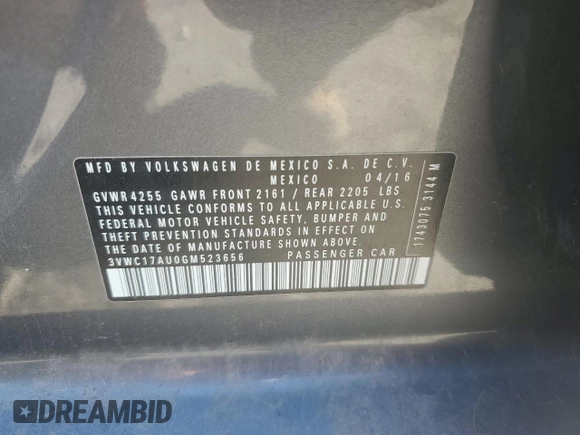 MFD BY VOLKSWAGEN DE MEXICO S.A. DE C.V.
MEXICO 04/16
GVWR 4255 GAWR FRONT 2161 / REAR 2205 LBS
THIS VEHICLE CONFORMS TO ALL APPLICABLE U.S.
FEDERAL MOTOR VEHICLE SAFETY, BUMPER AND
THEFT PREVENTION STANDARDS IN EFFECT ON
THE DATE OF MANUFACTURE SHOWN ABOVE.
3VWC17AU0GM523656 PASSENGER CAR
1743075 3144 M
DREAMBID